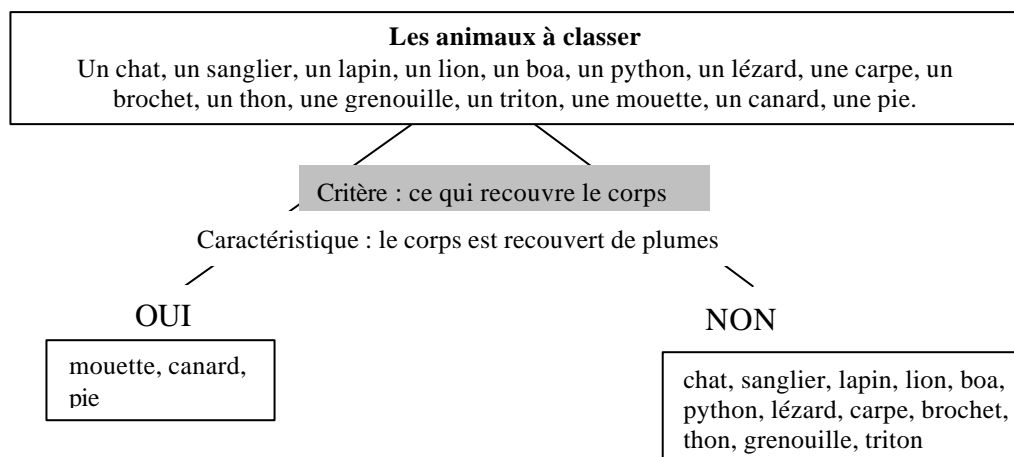 Les animaux à classer
Un chat, un sanglier, un lapin, un lion, un boa, un python, un lézard, une carpe, un
brochet, un thon, une grenouille, un triton, une mouette, un canard, une pie.
Critère : ce qui recouvre le corps
Caractéristique : le corps est recouvert de plumes
OUI
NON
mouette, canard,
pie
chat, sanglier, lapin, lion, boa,
python, lézard, carpe, brochet,
thon, grenouille, triton